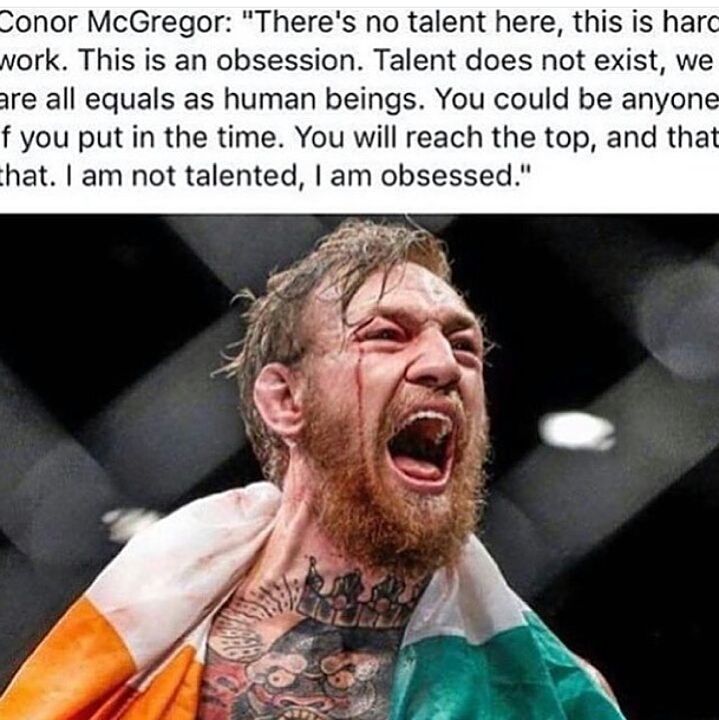 Conor McGregor: "There's no talent here, this is hard
work. This is an obsession. Talent does not exist, we
are all equals as human beings. You could be anyone
if you put in the time. You will reach the top, and that
that. I am not talented, I am obsessed."